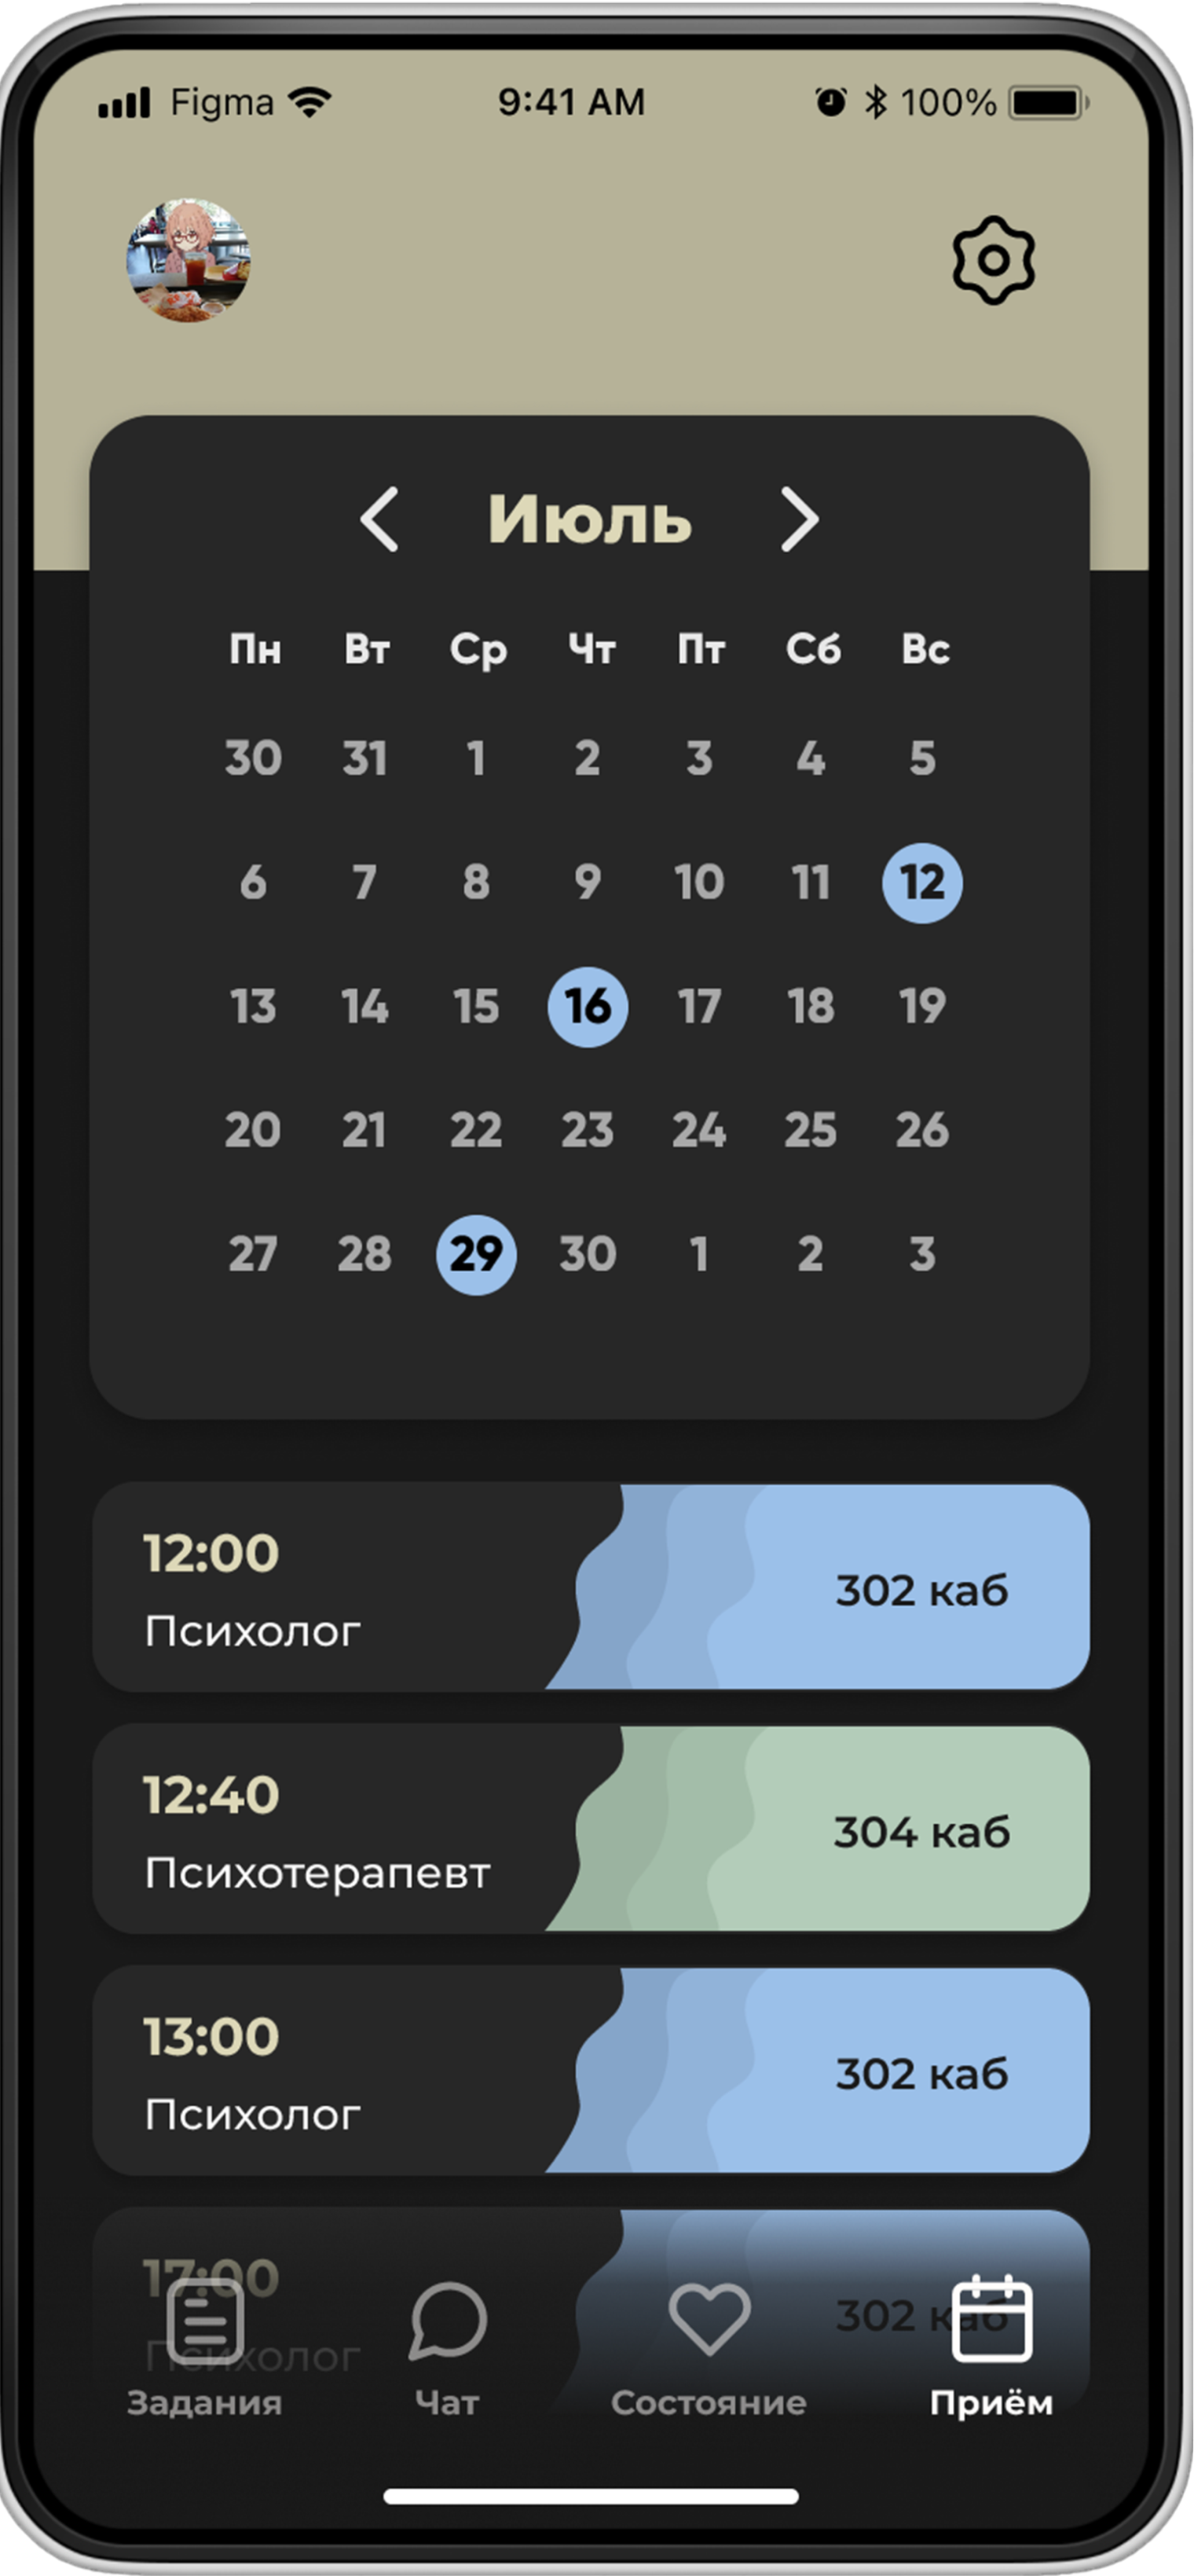 Figma 9:41 AM 100%
Июль
Пн Вт Ср Чт Пт Сб Вс
30 31 1 2 3 4 5
6 7 8 9 10 11 12
13 14 15 16 17 18 19
20 21 22 23 24 25 26
27 28 29 30 1 2 3
12:00
Психолог
302 каб
12:40
Психотерапевт
304 каб
13:00
Психолог
302 каб
17:00
Психолог
302 каб
Задания Чат Состояние Приём